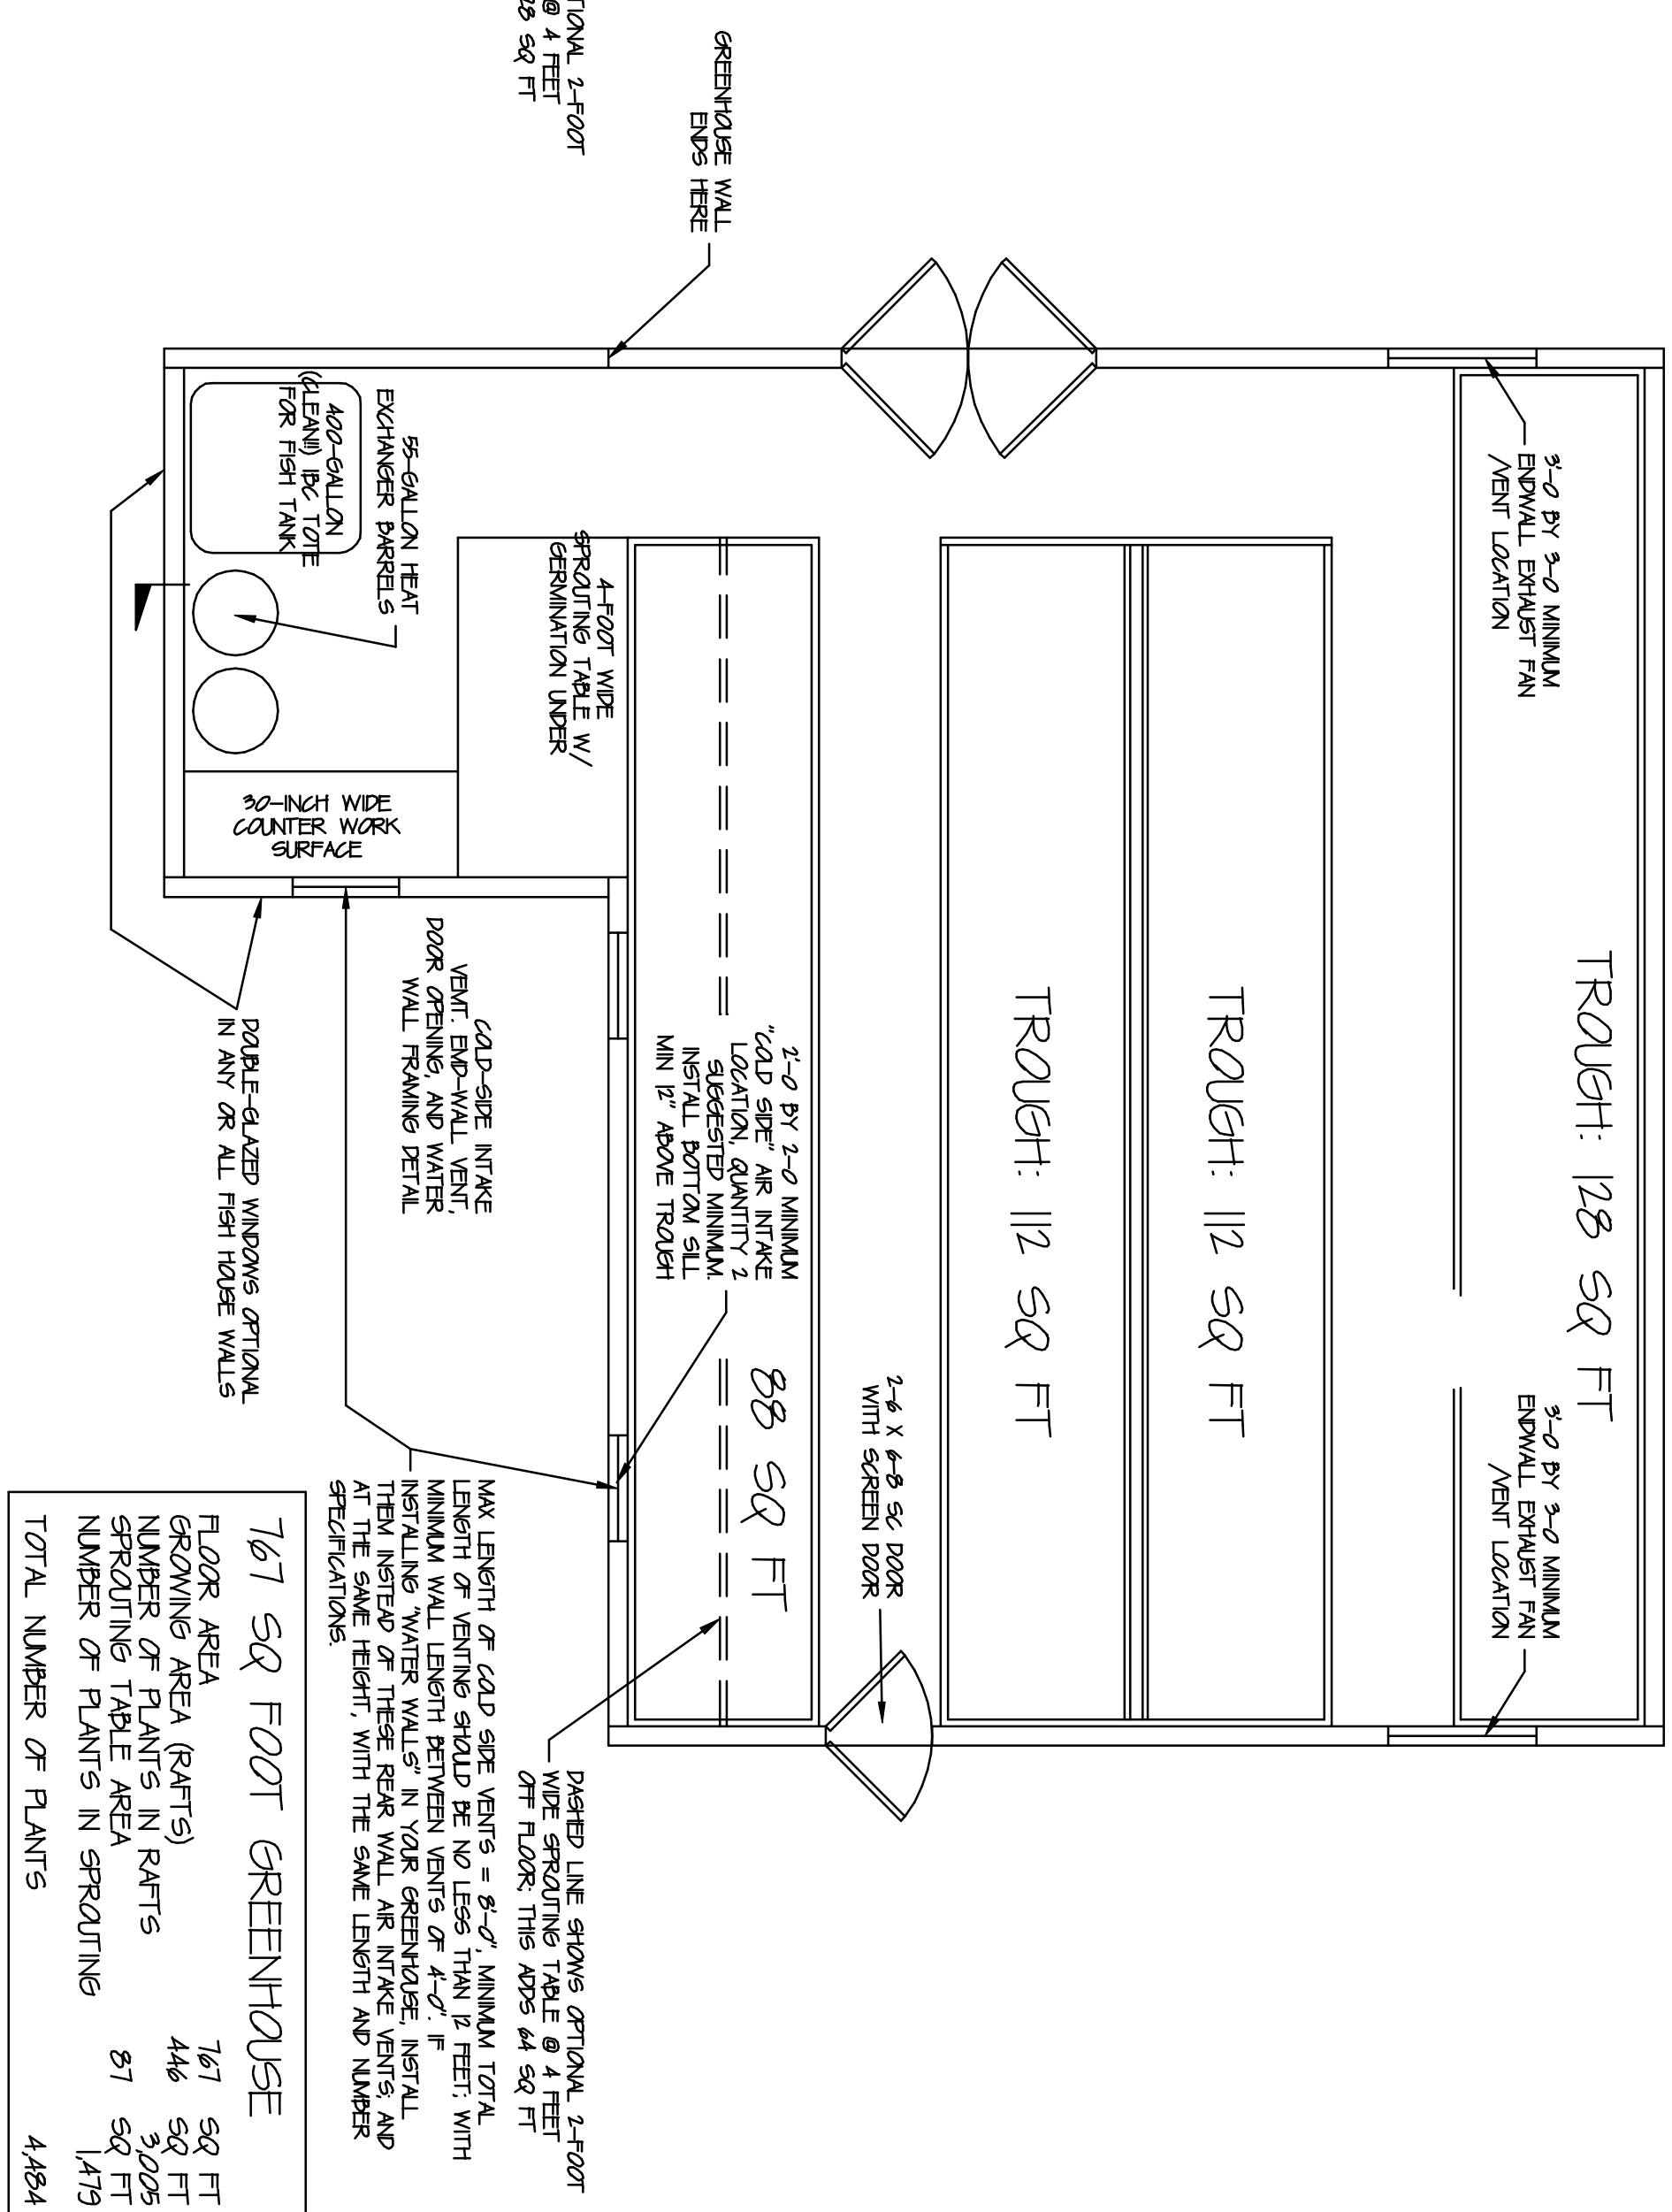 TROUGH: 128 SQ FT
3'-0 BY 3'-0 MINIMUM
ENDWALL EXHAUST FAN
/VENT LOCATION
3'-0 BY 3'-0 MINIMUM
ENDWALL EXHAUST FAN
/VENT LOCATION
TROUGH: 112 SQ FT
TROUGH: 112 SQ FT
2-6 X 6-8 SC DOOR
WITH SCREEN DOOR
GREENHOUSE WALL
ENDS HERE
2'-0 BY 2'-0 MINIMUM
"COLD SIDE" AIR INTAKE
LOCATION, QUANTITY 2
SUGGESTED MINIMUM.
INSTALL BOTTOM SILL
MIN 12" ABOVE TROUGH
88 SQ FT
4-FOOT WIDE
SPROUTING TABLE W/
GERMINATION UNDER
TIONAL 2-FOOT
@ 4 FEET
28 SQ FT
DASHED LINE SHOWS OPTIONAL 2-FOOT
WIDE SPROUTING TABLE @ 4 FEET
OFF FLOOR; THIS ADDS 64 SQ FT
COLD-SIDE INTAKE
VEMT. EMD-WALL VENT,
DOOR OPENING, AND WATER
WALL FRAMING DETAIL
MAX LENGTH OF COLD SIDE VENTS = 8'-0", MINIMUM TOTAL
LENGTH OF VENTING SHOULD BE NO LESS THAN 12 FEET; WITH
MINIMUM WALL LENGTH BETWEEN VENTS OF 4'-0". IF
INSTALLING "WATER WALLS" IN YOUR GREENHOUSE, INSTALL
THEM INSTEAD OF THESE REAR WALL AIR INTAKE VENTS; AND
AT THE SAME HEIGHT, WITH THE SAME LENGTH AND NUMBER
SPECIFICATIONS.
55-GALLON HEAT
EXCHANGER BARRELS
400-GALLON
(CLEAN!!) IBC TOTE
FOR FISH TANK
30-INCH WIDE
COUNTER WORK
SURFACE
DOUBLE-GLAZED WINDOWS OPTIONAL
IN ANY OR ALL FISH HOUSE WALLS
767 SQ FOOT GREENHOUSE
FLOOR AREA 767 SQ FT
GROWING AREA (RAFTS) 446 SQ FT
NUMBER OF PLANTS IN RAFTS 3,005
SPROUTING TABLE AREA 87 SQ FT
NUMBER OF PLANTS IN SPROUTING 1,479
TOTAL NUMBER OF PLANTS 4,484